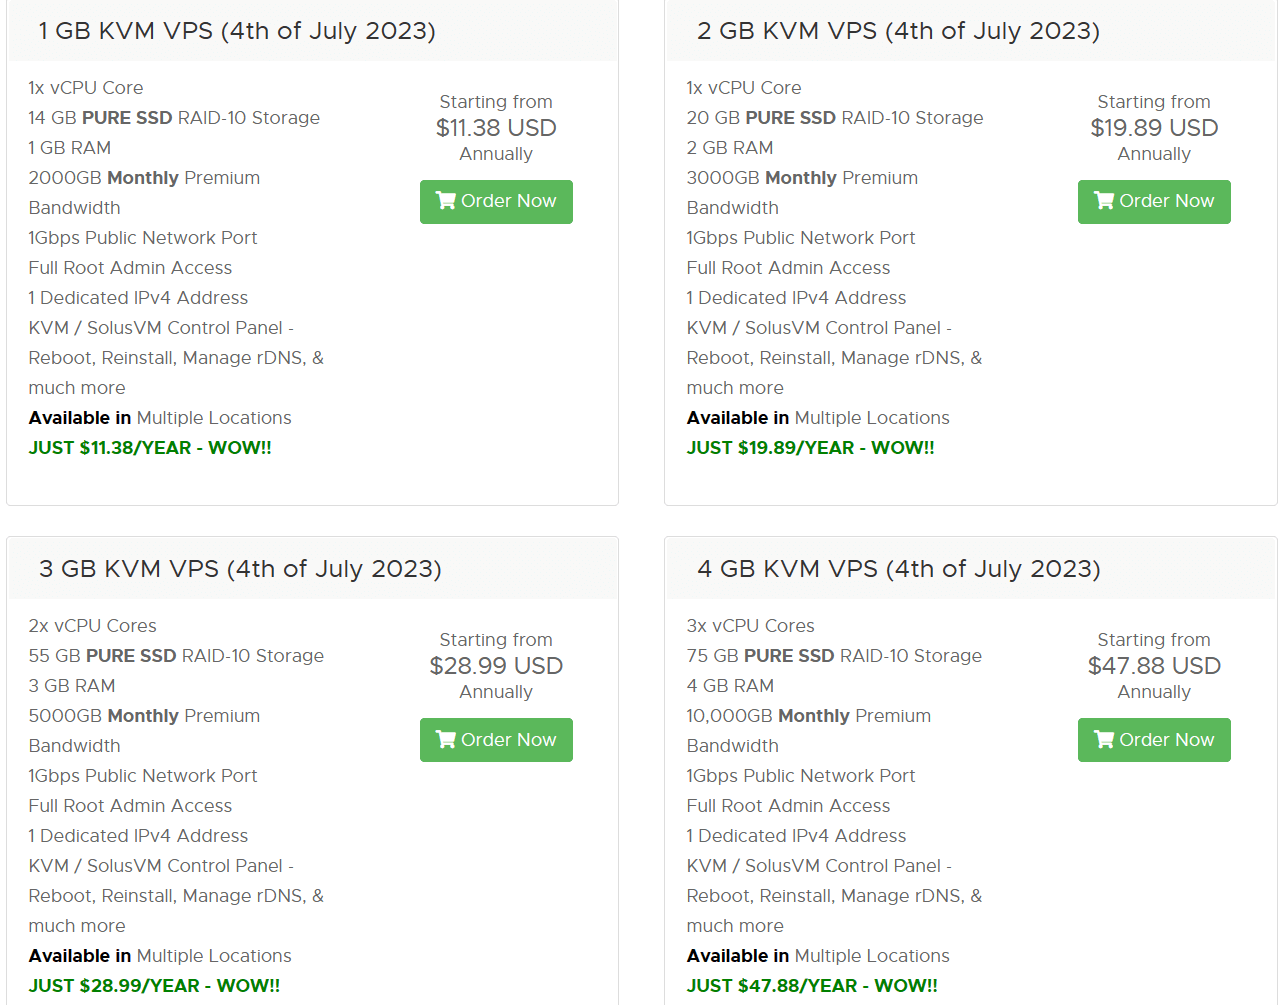 1 GB KVM VPS (4th of July 2023)
1x vCPU Core
14 GB PURE SSD RAID-10 Storage
1 GB RAM
2000GB Monthly Premium
Bandwidth
1Gbps Public Network Port
Full Root Admin Access
1 Dedicated IPv4 Address
KVM / SolusVM Control Panel -
Reboot, Reinstall, Manage rDNS, &
much more
Available in Multiple Locations
JUST $11.38/YEAR - WOW!!
Starting from
$11.38 USD
Annually
Order Now
2 GB KVM VPS (4th of July 2023)
1x vCPU Core
20 GB PURE SSD RAID-10 Storage
2 GB RAM
3000GB Monthly Premium
Bandwidth
1Gbps Public Network Port
Full Root Admin Access
1 Dedicated IPv4 Address
KVM / SolusVM Control Panel -
Reboot, Reinstall, Manage rDNS, &
much more
Available in Multiple Locations
JUST $19.89/YEAR - WOW!!
Starting from
$19.89 USD
Annually
Order Now
3 GB KVM VPS (4th of July 2023)
2x vCPU Cores
55 GB PURE SSD RAID-10 Storage
3 GB RAM
5000GB Monthly Premium
Bandwidth
1Gbps Public Network Port
Full Root Admin Access
1 Dedicated IPv4 Address
KVM / SolusVM Control Panel -
Reboot, Reinstall, Manage rDNS, &
much more
Available in Multiple Locations
JUST $28.99/YEAR - WOW!!
Starting from
$28.99 USD
Annually
Order Now
4 GB KVM VPS (4th of July 2023)
3x vCPU Cores
75 GB PURE SSD RAID-10 Storage
4 GB RAM
10,000GB Monthly Premium
Bandwidth
1Gbps Public Network Port
Full Root Admin Access
1 Dedicated IPv4 Address
KVM / SolusVM Control Panel -
Reboot, Reinstall, Manage rDNS, &
much more
Available in Multiple Locations
JUST $47.88/YEAR - WOW!!
Starting from
$47.88 USD
Annually
Order Now